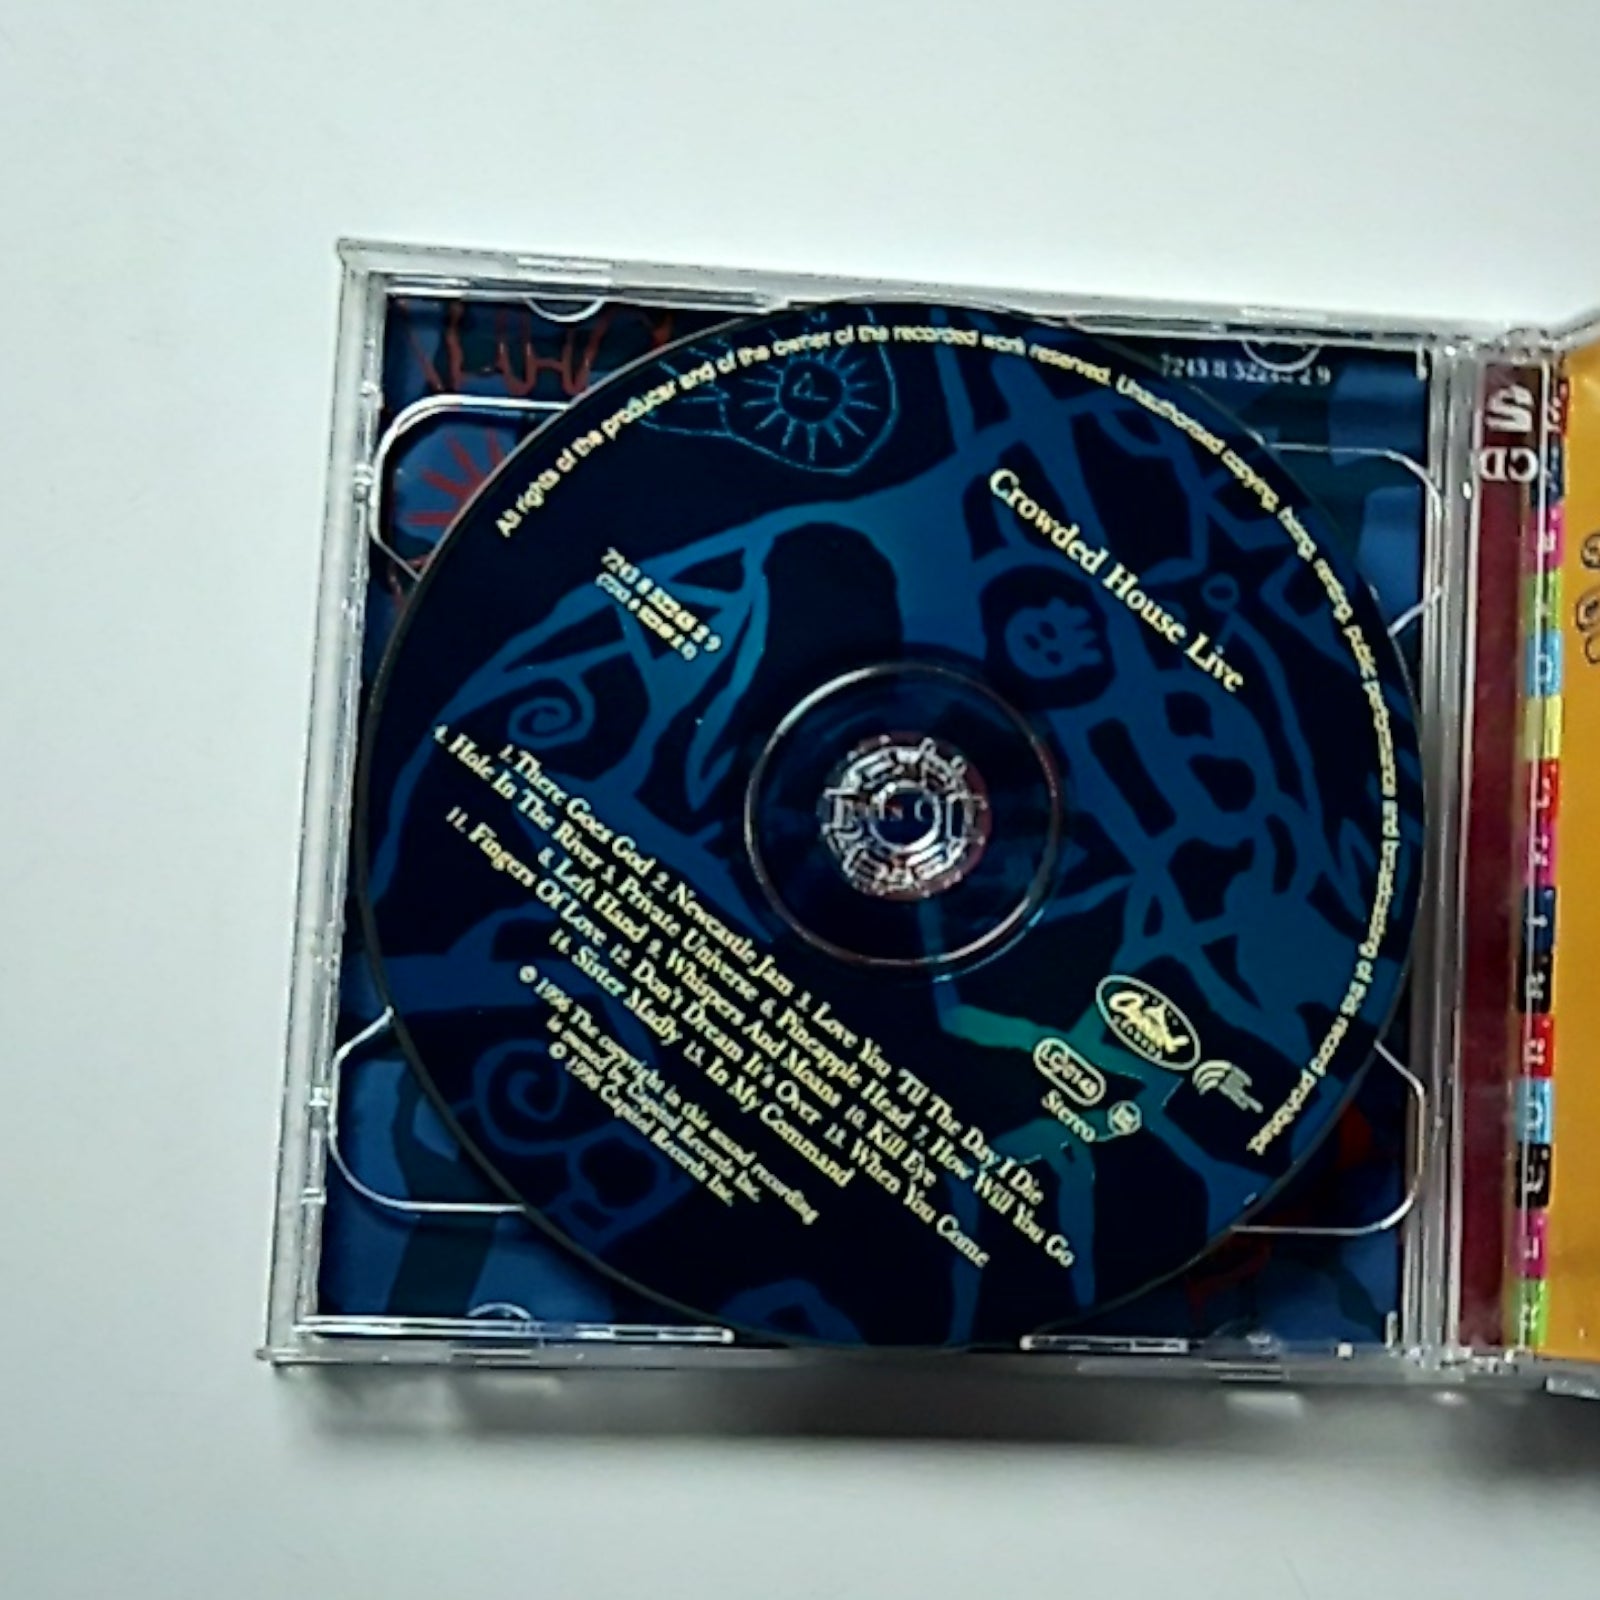 All rights of the producer and of the owner of the recorded work reserved. Unauthorized copying, hiring, renting, public performance and broadcasting of this record prohibited.
Crowded House Live
1. There Goes God 2. Newcastle Jam 3. Love You 'Til The Day I Die
4. Hole In The River 5. Private Universe 6. Pineapple Head 7. How Will You Go
8. Left Hand 9. Whispers And Moans 10. Kill Eye
11. Fingers Of Love 12. Don't Dream It's Over 13. When You Come
14. Sister Madly 15. In My Command
℗ 1996 The copyright in this sound recording
is owned by Capitol Records Inc.
© 1996 Capitol Records Inc.
Capitol
Stereo
2
CD